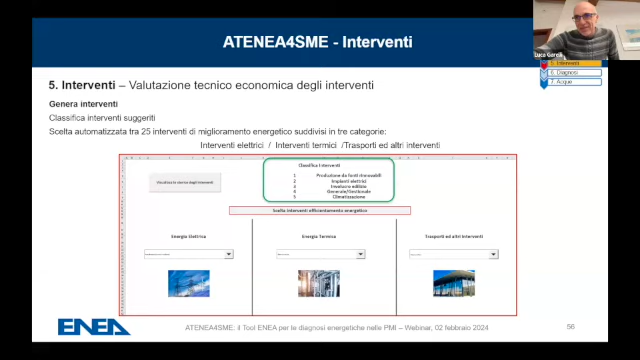 ATENEA4SME - Interventi
Luca Garell
5. Interventi
6. Diagnosi
7. Acque
5. Interventi – Valutazione tecnico economica degli interventi
Genera interventi
Classifica interventi suggeriti
Scelta automatizzata tra 25 interventi di miglioramento energetico suddivisi in tre categorie:
Interventi elettrici / Interventi termici /Trasporti ed altri interventi
Classifica Interventi
1 Produzione da fonti rinnovabili
2 Impianti elettrici
3 Involucro edilizio
4 Generale/Gestionale
5 Climatizzazione
Visualizzate storno degli interventi
Scelta interventi efficientamento energetico
Energia Elettrica
Energia Termica
Trasporti ed altri interventi
ENEA
ATENEA4SME: il Tool ENEA per le diagnosi energetiche nelle PMI – Webinar, 02 febbraio 2024
56